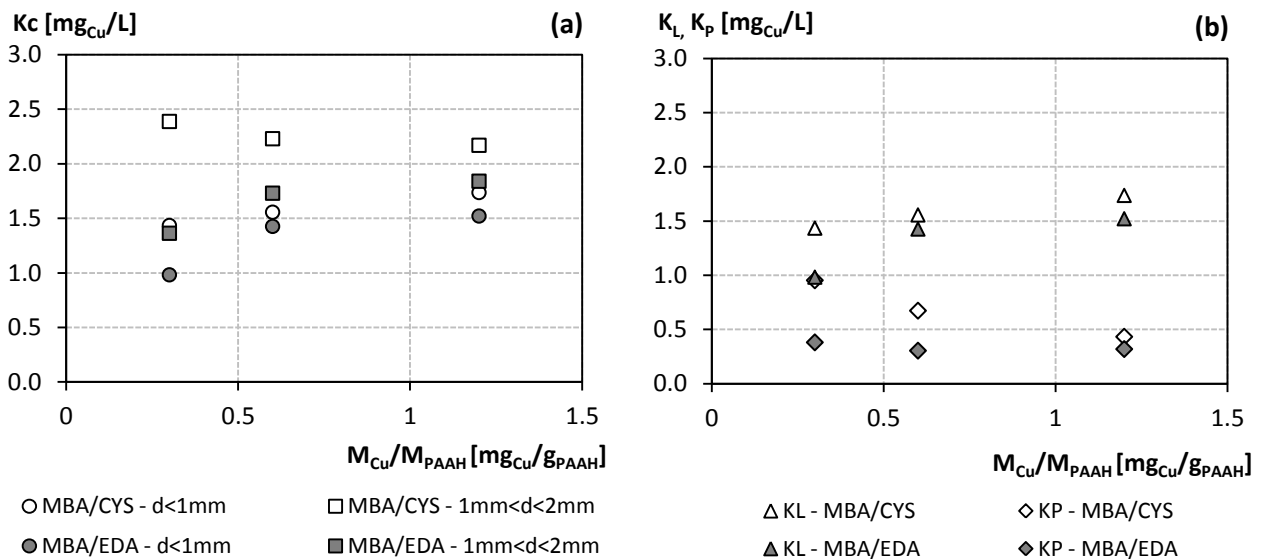 Kc [mgCu/L]
(a)
3.0
2.5
2.0
1.5
1.0
0.5
0.0
0 0.5 1 1.5
MCu/MPAAH [mgCu/gPAAH]
MBA/CYS - d<1mm
MBA/CYS - 1mm<d<2mm
MBA/EDA - d<1mm
MBA/EDA - 1mm<d<2mm
KL, KP [mgCu/L]
(b)
3.0
2.5
2.0
1.5
1.0
0.5
0.0
0 0.5 1 1.5
MCu/MPAAH [mgCu/gPAAH]
KL - MBA/CYS
KP - MBA/CYS
KL - MBA/EDA
KP - MBA/EDA